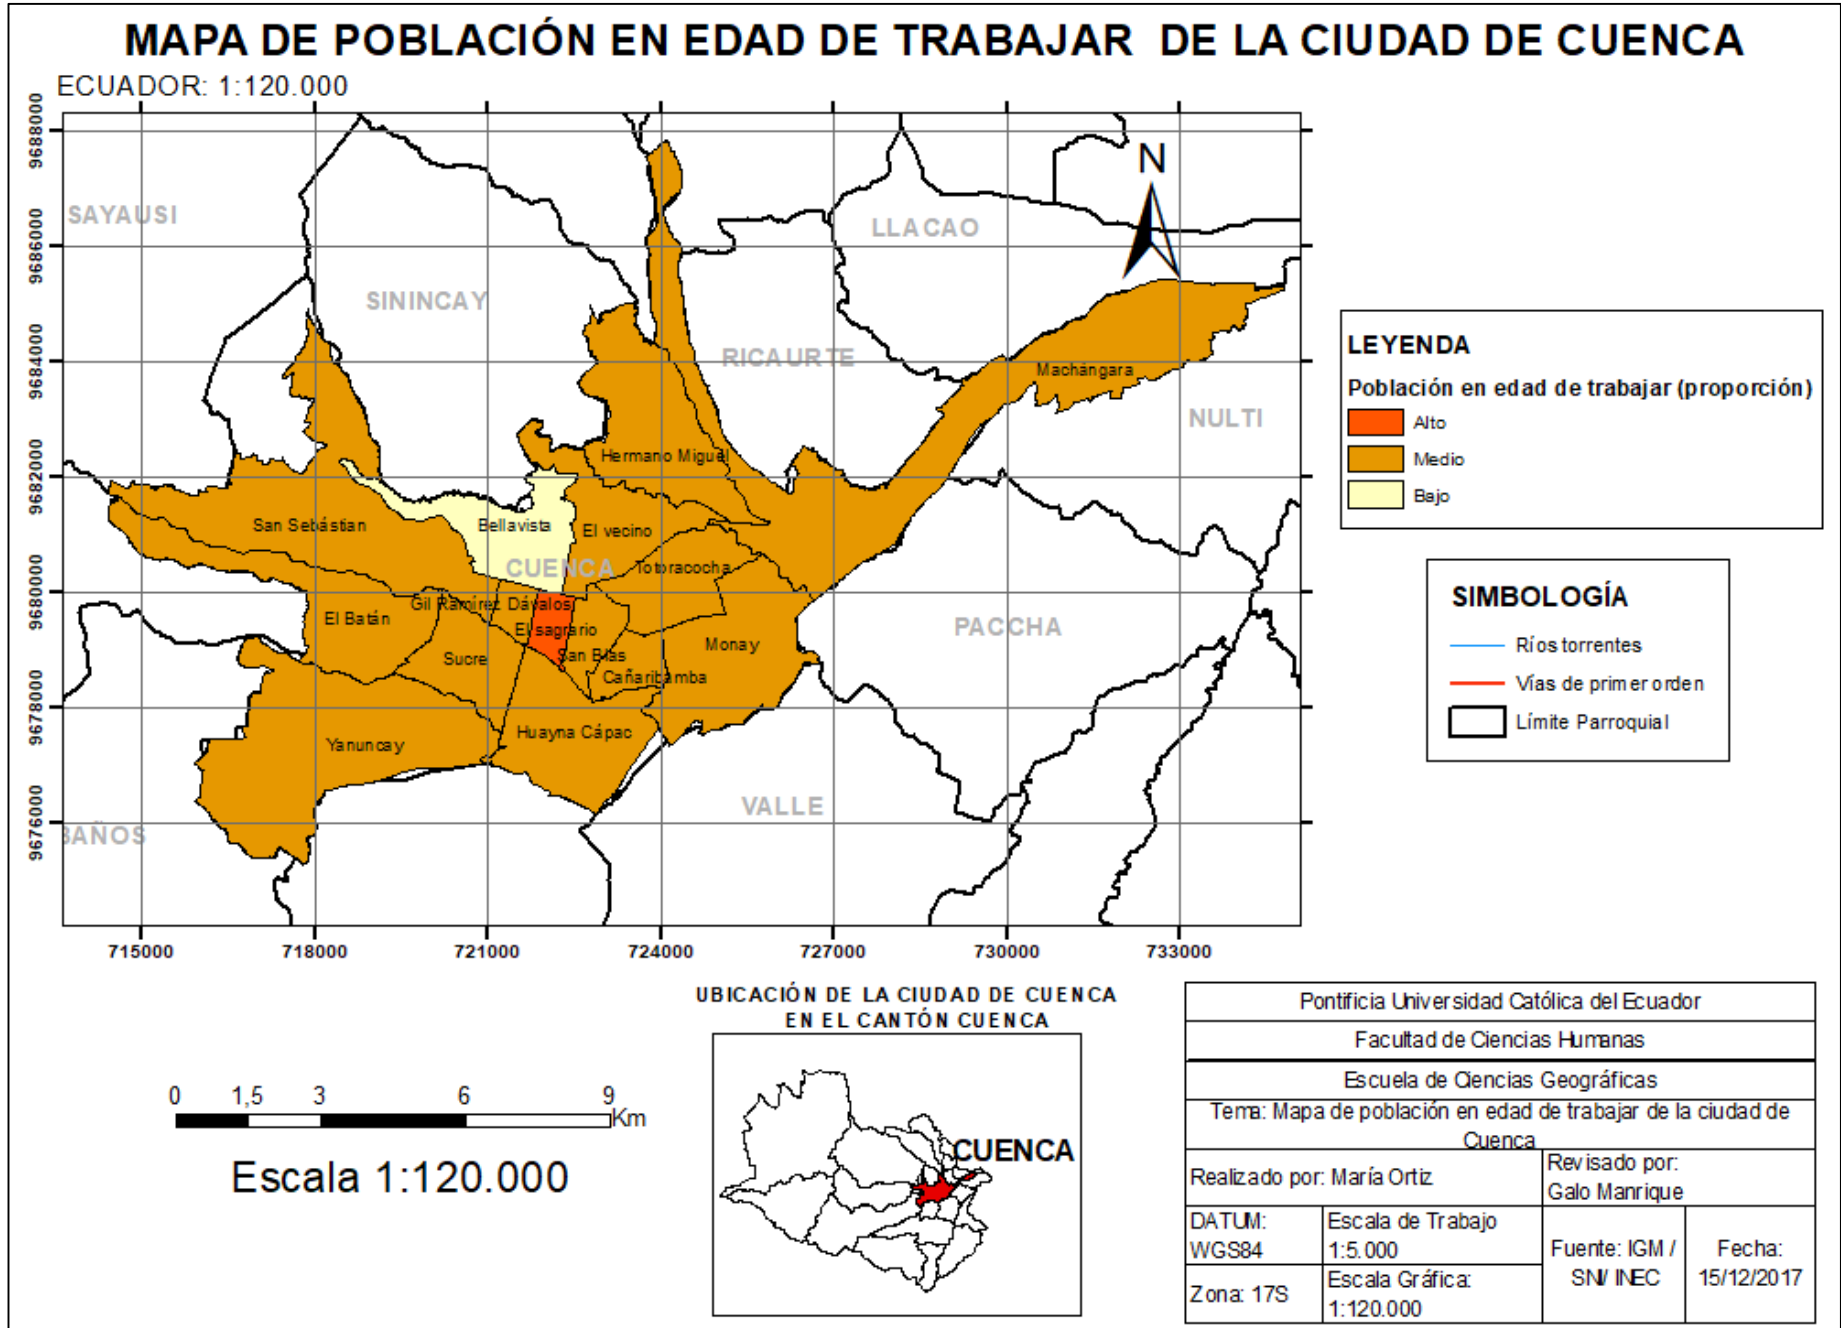 MAPA DE POBLACIÓN EN EDAD DE TRABAJAR DE LA CIUDAD DE CUENCA
ECUADOR: 1:120.000
9688000
9686000
9684000
9682000
9680000
9678000
9676000
SAYAUSI
SININCAY
LLACAO
RICAURTE
NULTI
PACCHA
VALLE
BAÑOS
CUENCA
N
Machángara
Hermano Miguel
San Sebástian
Bellavista
El vecino
Totoracocha
Gil Ramírez Dávalos
El Batán
El sagrario
Sucre
San Blas
Monay
Cañaribamba
Huayna Cápac
Yanuncay
715000
718000
721000
724000
727000
730000
733000
LEYENDA
Población en edad de trabajar (proporción)
Alto
Medio
Bajo
SIMBOLOGÍA
Ríos torrentes
Vías de primer orden
Límite Parroquial
0 1,5 3 6 9
Km
Escala 1:120.000
UBICACIÓN DE LA CIUDAD DE CUENCA
EN EL CANTÓN CUENCA
CUENCA
Pontificia Universidad Católica del Ecuador
Facultad de Ciencias Humanas
Escuela de Ciencias Geográficas
Tema: Mapa de población en edad de trabajar de la ciudad de
Cuenca
Realizado por: María Ortiz
Revisado por:
Galo Manrique
DATUM:
WGS84
Escala de Trabajo
1:5.000
Zona: 17S
Escala Gráfica:
1:120.000
Fuente: IGM /
SNI/ INEC
Fecha:
15/12/2017